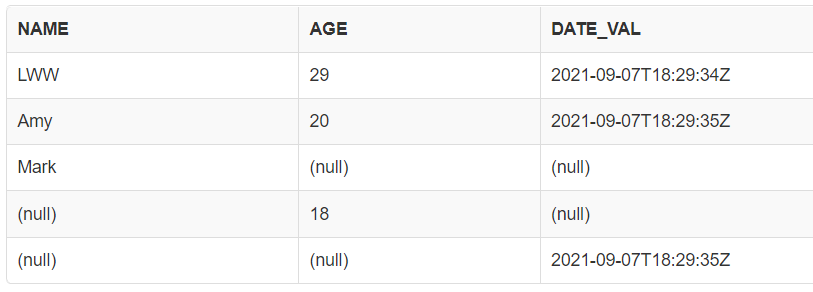 NAME AGE DATE_VAL
LWW 29 2021-09-07T18:29:34Z
Amy 20 2021-09-07T18:29:35Z
Mark (null) (null)
(null) 18 (null)
(null) (null) 2021-09-07T18:29:35Z